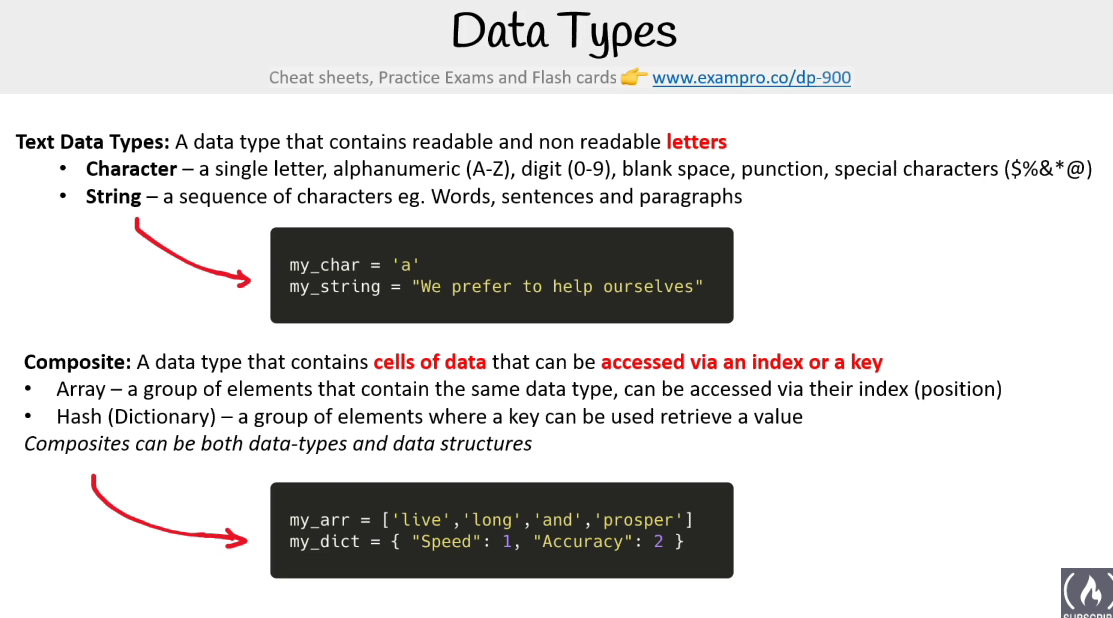 Data Types
Cheat sheets, Practice Exams and Flash cards 👉 www.exampro.co/dp-900
Text Data Types: A data type that contains readable and non readable letters
• Character – a single letter, alphanumeric (A-Z), digit (0-9), blank space, punction, special characters ($%&*@)
• String – a sequence of characters eg. Words, sentences and paragraphs
my_char = 'a'
my_string = "We prefer to help ourselves"
Composite: A data type that contains cells of data that can be accessed via an index or a key
• Array – a group of elements that contain the same data type, can be accessed via their index (position)
• Hash (Dictionary) – a group of elements where a key can be used retrieve a value
Composites can be both data-types and data structures
my_arr = ['live','long','and','prosper']
my_dict = { "Speed": 1, "Accuracy": 2 }